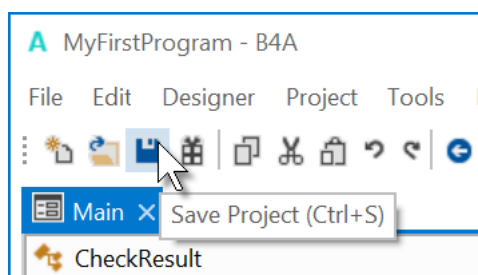 MyFirstProgram - B4A
File Edit Designer Project Tools
Main
Save Project (Ctrl+S)
CheckResult